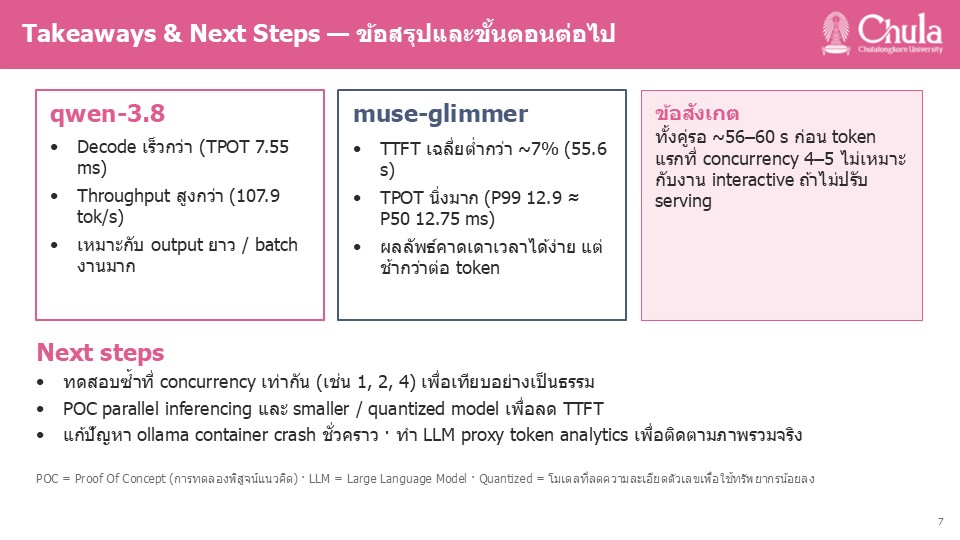 Takeaways & Next Steps — ข้อสรุปและขั้นตอนต่อไป
Chula
Chulalongkorn University
qwen-3.8
• Decode เร็วกว่า (TPOT 7.55
ms)
• Throughput สูงกว่า (107.9
tok/s)
• เหมาะกับ output ยาว / batch
งานมาก
muse-glimmer
• TTFT เฉลี่ยต่ำกว่า ~7% (55.6
s)
• TPOT นิ่งมาก (P99 12.9 ≈
P50 12.75 ms)
• ผลลัพธ์คาดเดาเวลาได้ง่าย แต่
ช้ากว่าต่อ token
ข้อสังเกต
ทั้งคู่รอ ~56–60 s ก่อน token
แรกที่ concurrency 4–5 ไม่เหมาะ
กับงาน interactive ถ้าไม่ปรับ
serving
Next steps
• ทดสอบซ้ำที่ concurrency เท่ากัน (เช่น 1, 2, 4) เพื่อเทียบอย่างเป็นธรรม
• POC parallel inferencing และ smaller / quantized model เพื่อลด TTFT
• แก้ปัญหา ollama container crash ชั่วคราว · ทำ LLM proxy token analytics เพื่อติดตามภาพรวมจริง
POC = Proof Of Concept (การทดลองพิสูจน์แนวคิด) · LLM = Large Language Model · Quantized = โมเดลที่ลดความละเอียดตัวเลขเพื่อใช้ทรัพยากรน้อยลง
7